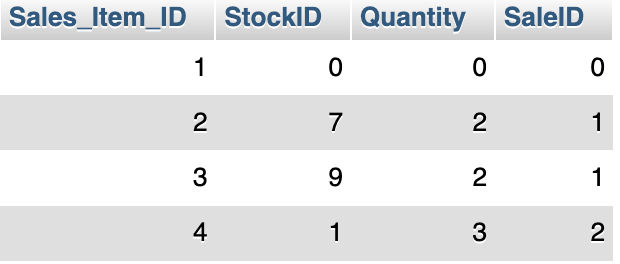 Sales_Item_ID StockID Quantity SaleID
1 0 0 0
2 7 2 1
3 9 2 1
4 1 3 2